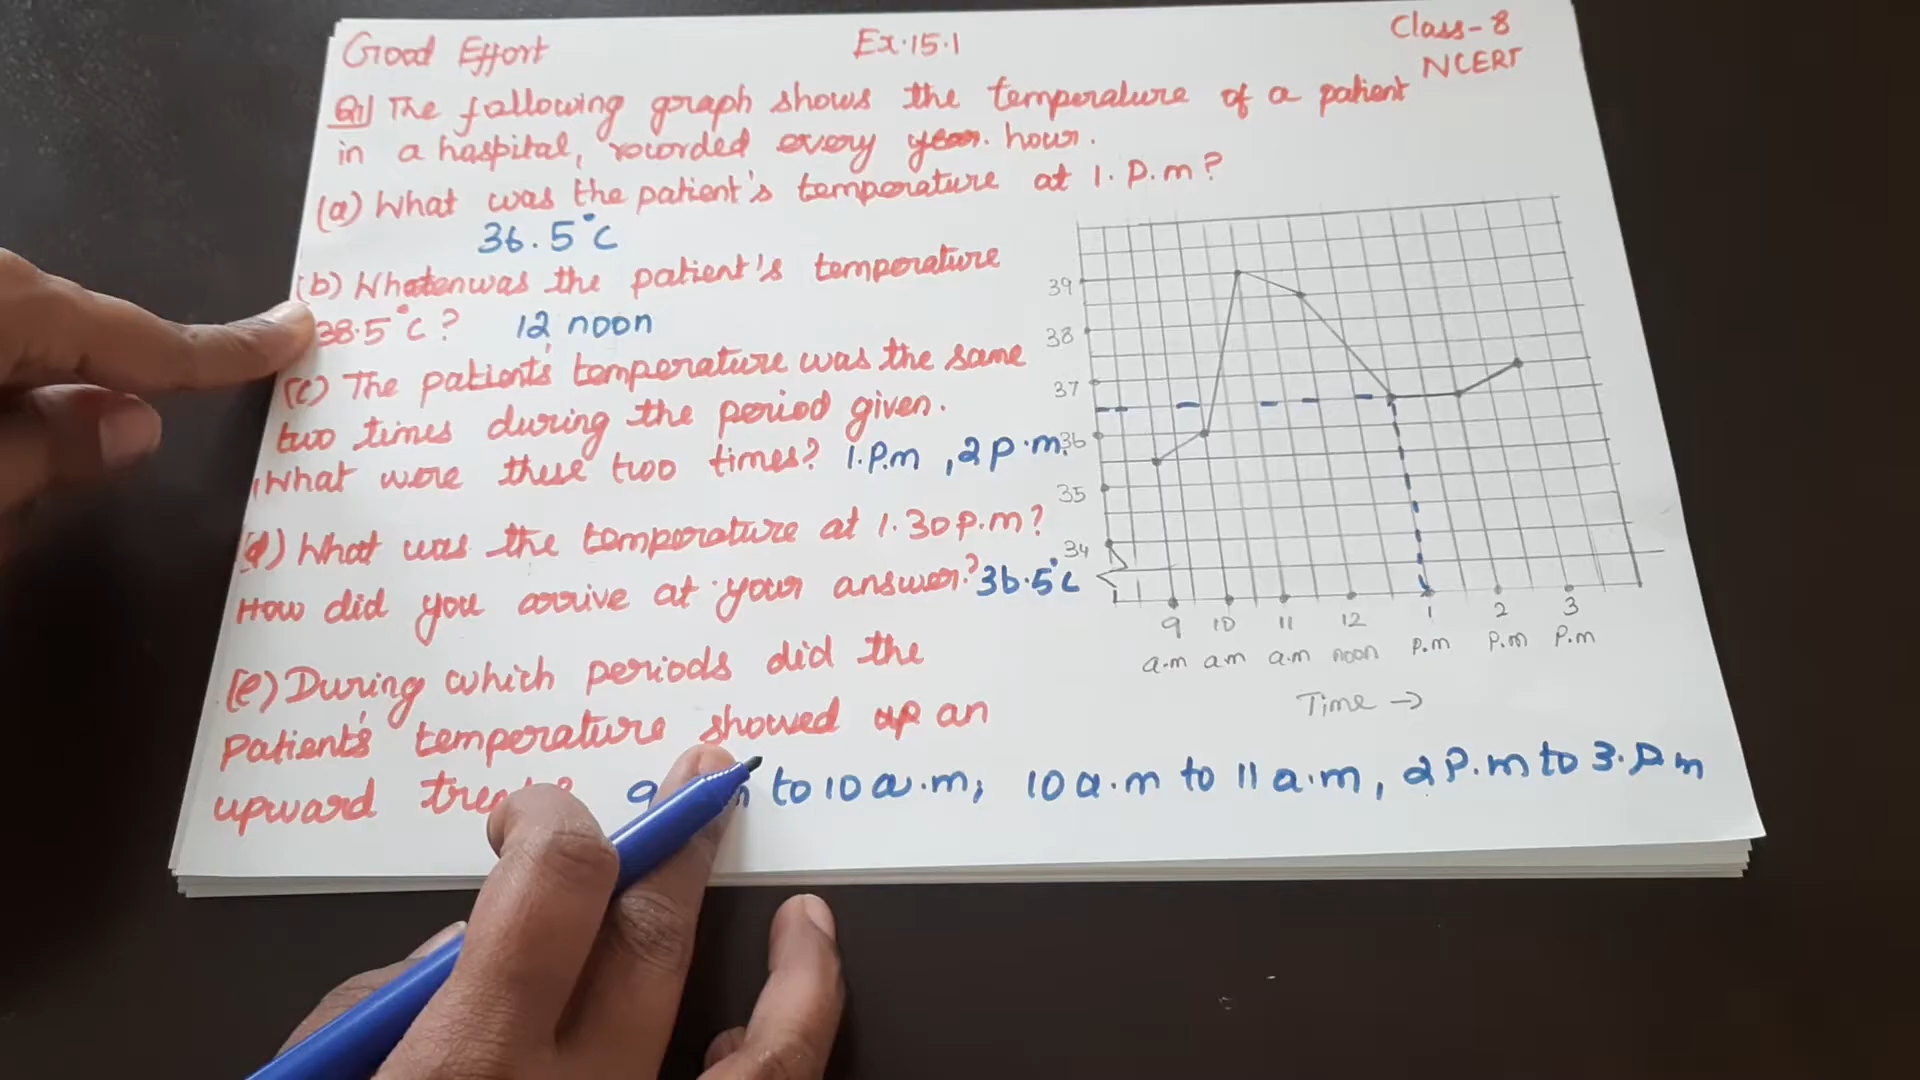 Good Effort
Ex.15.1
Class-8
NCERT
Q1) The following graph shows the temperature of a patient
in a haspital, recorded every year. hour.
(a) What was the patient's temperature at 1. P.m?
36.5°C
(b) When was the patient's temperature
38.5°C? 12 noon
(c) The patient's temperature was the same
two times during the period given.
What were these two times? 1.P.m, 2 p.m.
(d) What was the temperature at 1.30 p.m?
How did you arrive at your answer? 36.5°C
(e) During which periods did the
Patient's temperature showed up an
upward 9 to 10 a.m; 10 a.m to 11 a.m, 2 P.m to 3.P.m
39
38
37
36
35
34
9 10 11 12 1 2 3
a.m a.m a.m noon p.m p.m p.m
Time →